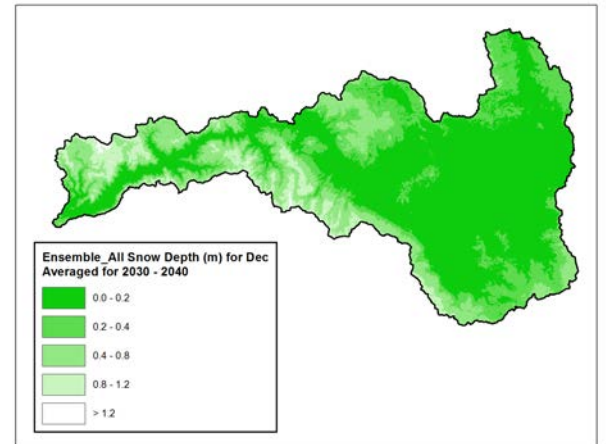 Ensemble_All Snow Depth (m) for Dec
Averaged for 2030 - 2040
0.0 - 0.2
0.2 - 0.4
0.4 - 0.8
0.8 - 1.2
> 1.2